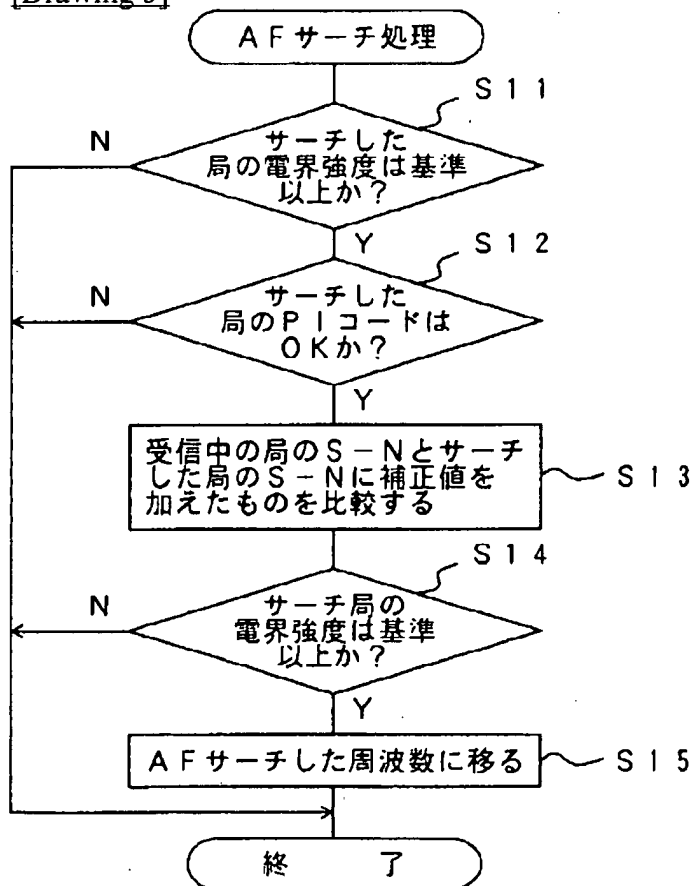 ＡＦサーチ処理
Ｓ１１
Ｎ
サーチした
局の電界強度は基準
以上か？
Ｙ
Ｓ１２
Ｎ
サーチした
局のＰＩコードは
ＯＫか？
Ｙ
受信中の局のＳ－Ｎとサーチ
した局のＳ－Ｎに補正値を
加えたものを比較する
Ｓ１３
Ｓ１４
Ｎ
サーチ局の
電界強度は基準
以上か？
Ｙ
ＡＦサーチした周波数に移る
Ｓ１５
終　了